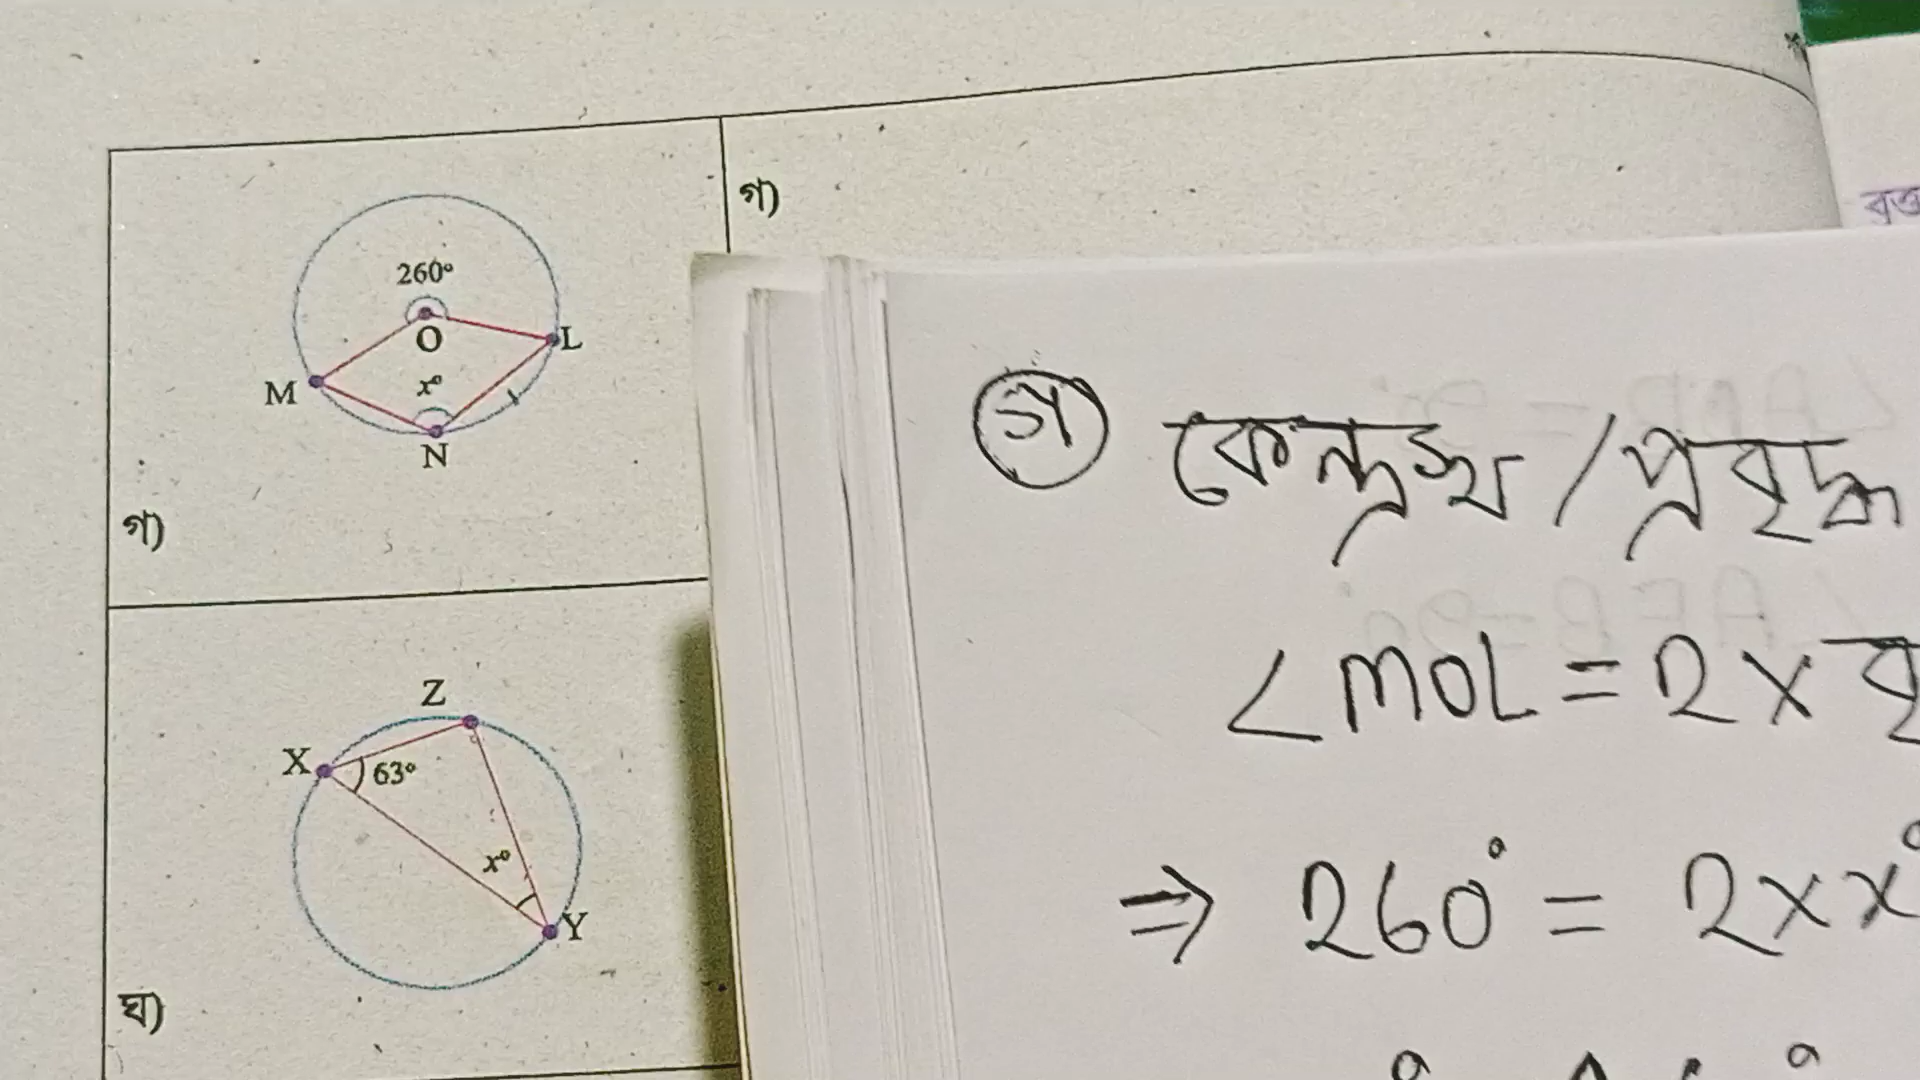 260°
O
L
M
x°
N
গ)
Z
X
63°
x°
Y
ঘ)
গ)
গ কেন্দ্রস্থ / প্রবৃদ্ধ
∠MOL = 2 × বৃ
⇒ 260° = 2 × x°